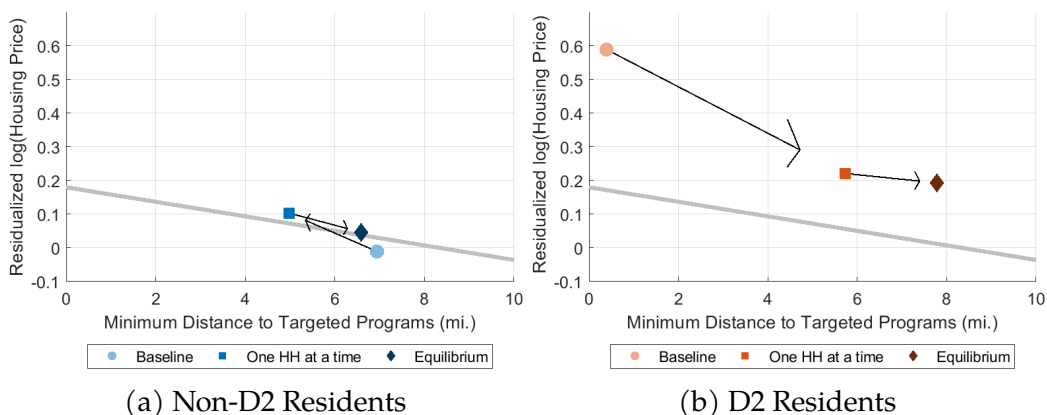 Residualized log(Housing Price)
0.6
0.5
0.4
0.3
0.2
0.1
0
-0.1
0 2 4 6 8 10
Minimum Distance to Targeted Programs (mi.)
Baseline One HH at a time Equilibrium
(a) Non-D2 Residents
Residualized log(Housing Price)
0.6
0.5
0.4
0.3
0.2
0.1
0
-0.1
0 2 4 6 8 10
Minimum Distance to Targeted Programs (mi.)
Baseline One HH at a time Equilibrium
(b) D2 Residents